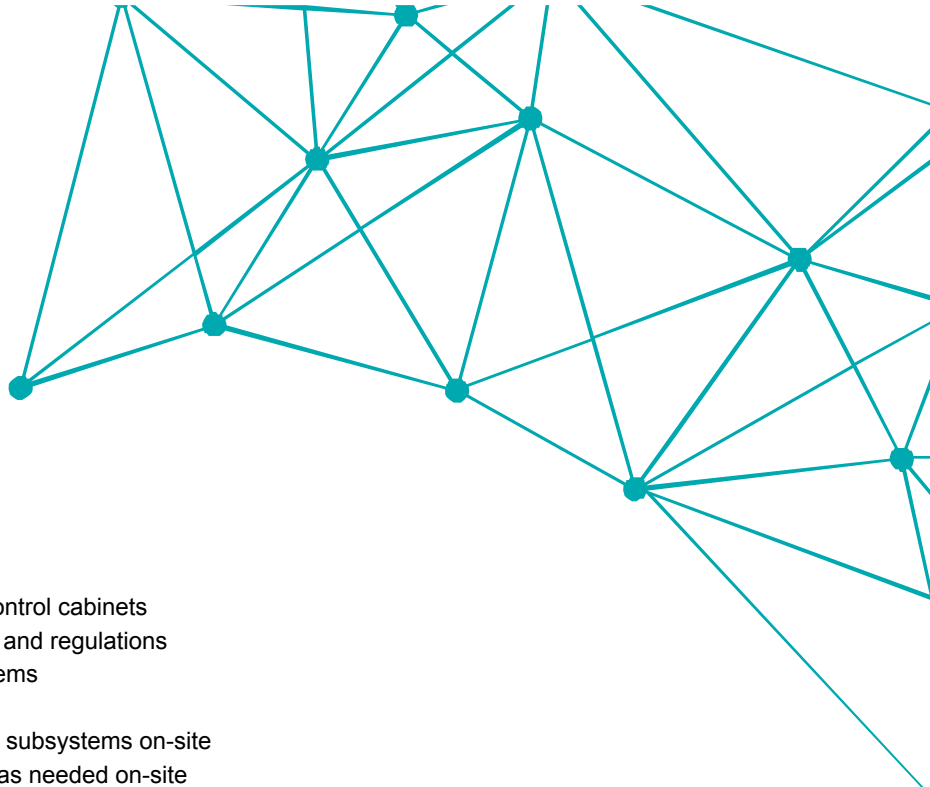 ontrol cabinets
and regulations
ems
subsystems on-site
as needed on-site